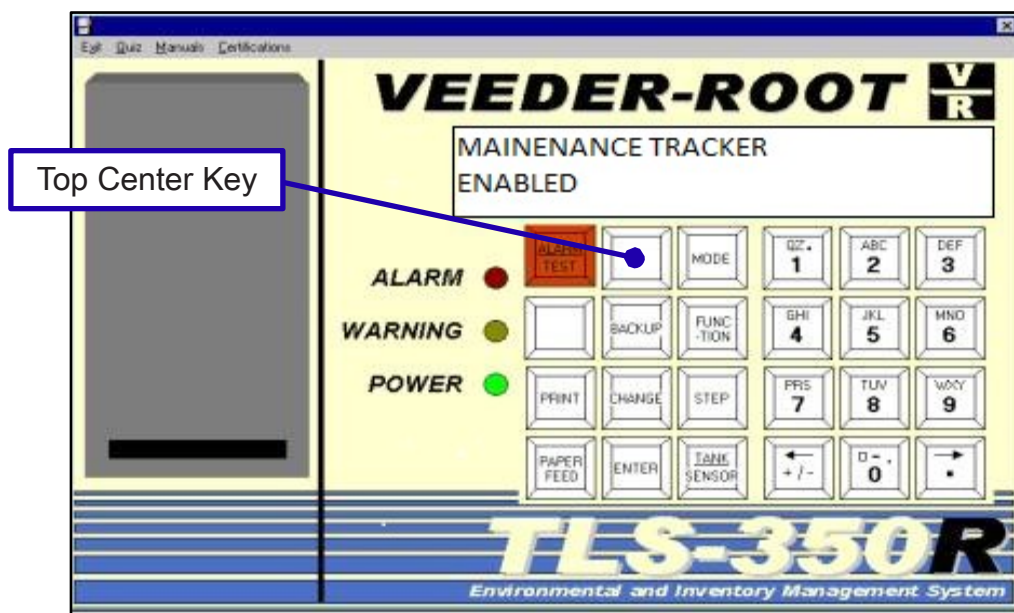 Exit Quiz Manuals Certifications
VEEDER-ROOT V R
MAINENANCE TRACKER
ENABLED
Top Center Key
ALARM
WARNING
POWER
ALARM TEST
MODE
QZ. 1
ABC 2
DEF 3
BACKUP
FUNC -TION
GHI 4
JKL 5
MNO 6
PRINT
CHANGE
STEP
PRS 7
TUV 8
WXY 9
PAPER FEED
ENTER
TANK SENSOR
+/-
0
TLS-350R
Environmental and Inventory Management System